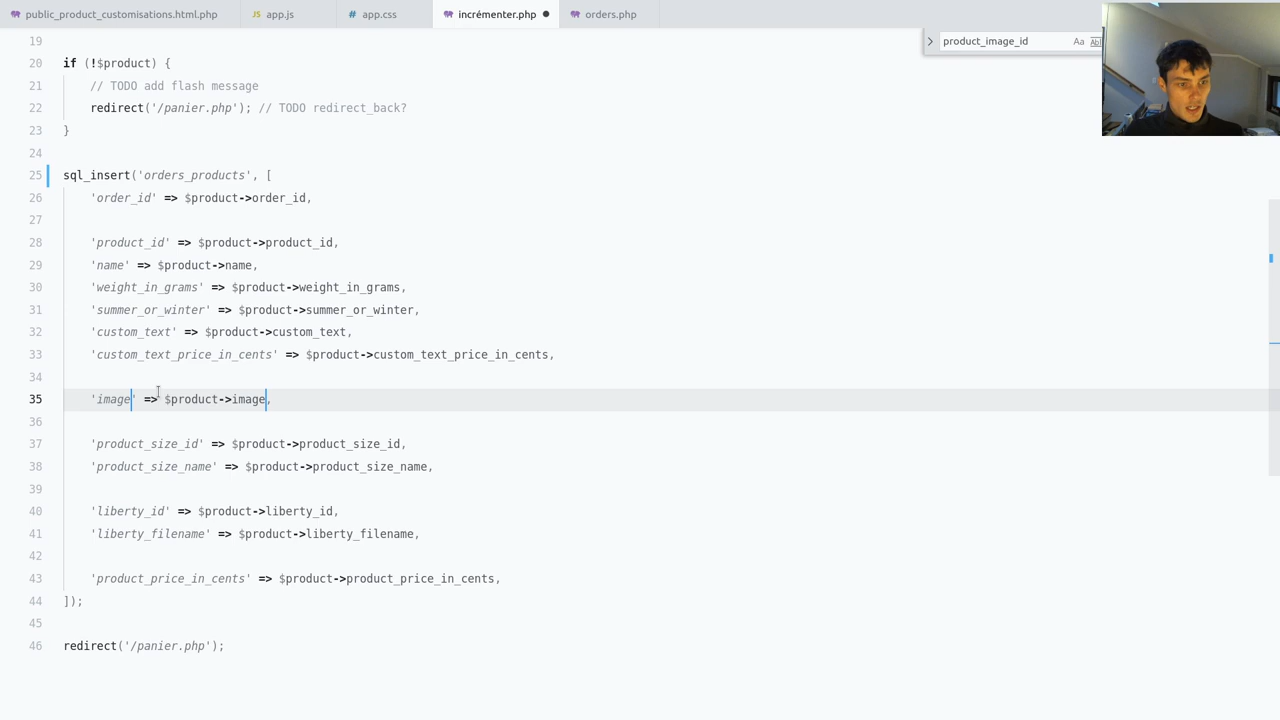 public_product_customisations.html.php
JS app.js
app.css
incrémenter.php
orders.php
product_image_id
Aa
Abl
19
20 if (!$product) {
21 // TODO add flash message
22 redirect('/panier.php'); // TODO redirect_back?
23 }
24
25 sql_insert('orders_products', [
26 'order_id' => $product->order_id,
27
28 'product_id' => $product->product_id,
29 'name' => $product->name,
30 'weight_in_grams' => $product->weight_in_grams,
31 'summer_or_winter' => $product->summer_or_winter,
32 'custom_text' => $product->custom_text,
33 'custom_text_price_in_cents' => $product->custom_text_price_in_cents,
34
35 'image' => $product->image,
36
37 'product_size_id' => $product->product_size_id,
38 'product_size_name' => $product->product_size_name,
39
40 'liberty_id' => $product->liberty_id,
41 'liberty_filename' => $product->liberty_filename,
42
43 'product_price_in_cents' => $product->product_price_in_cents,
44 ]);
45
46 redirect('/panier.php');